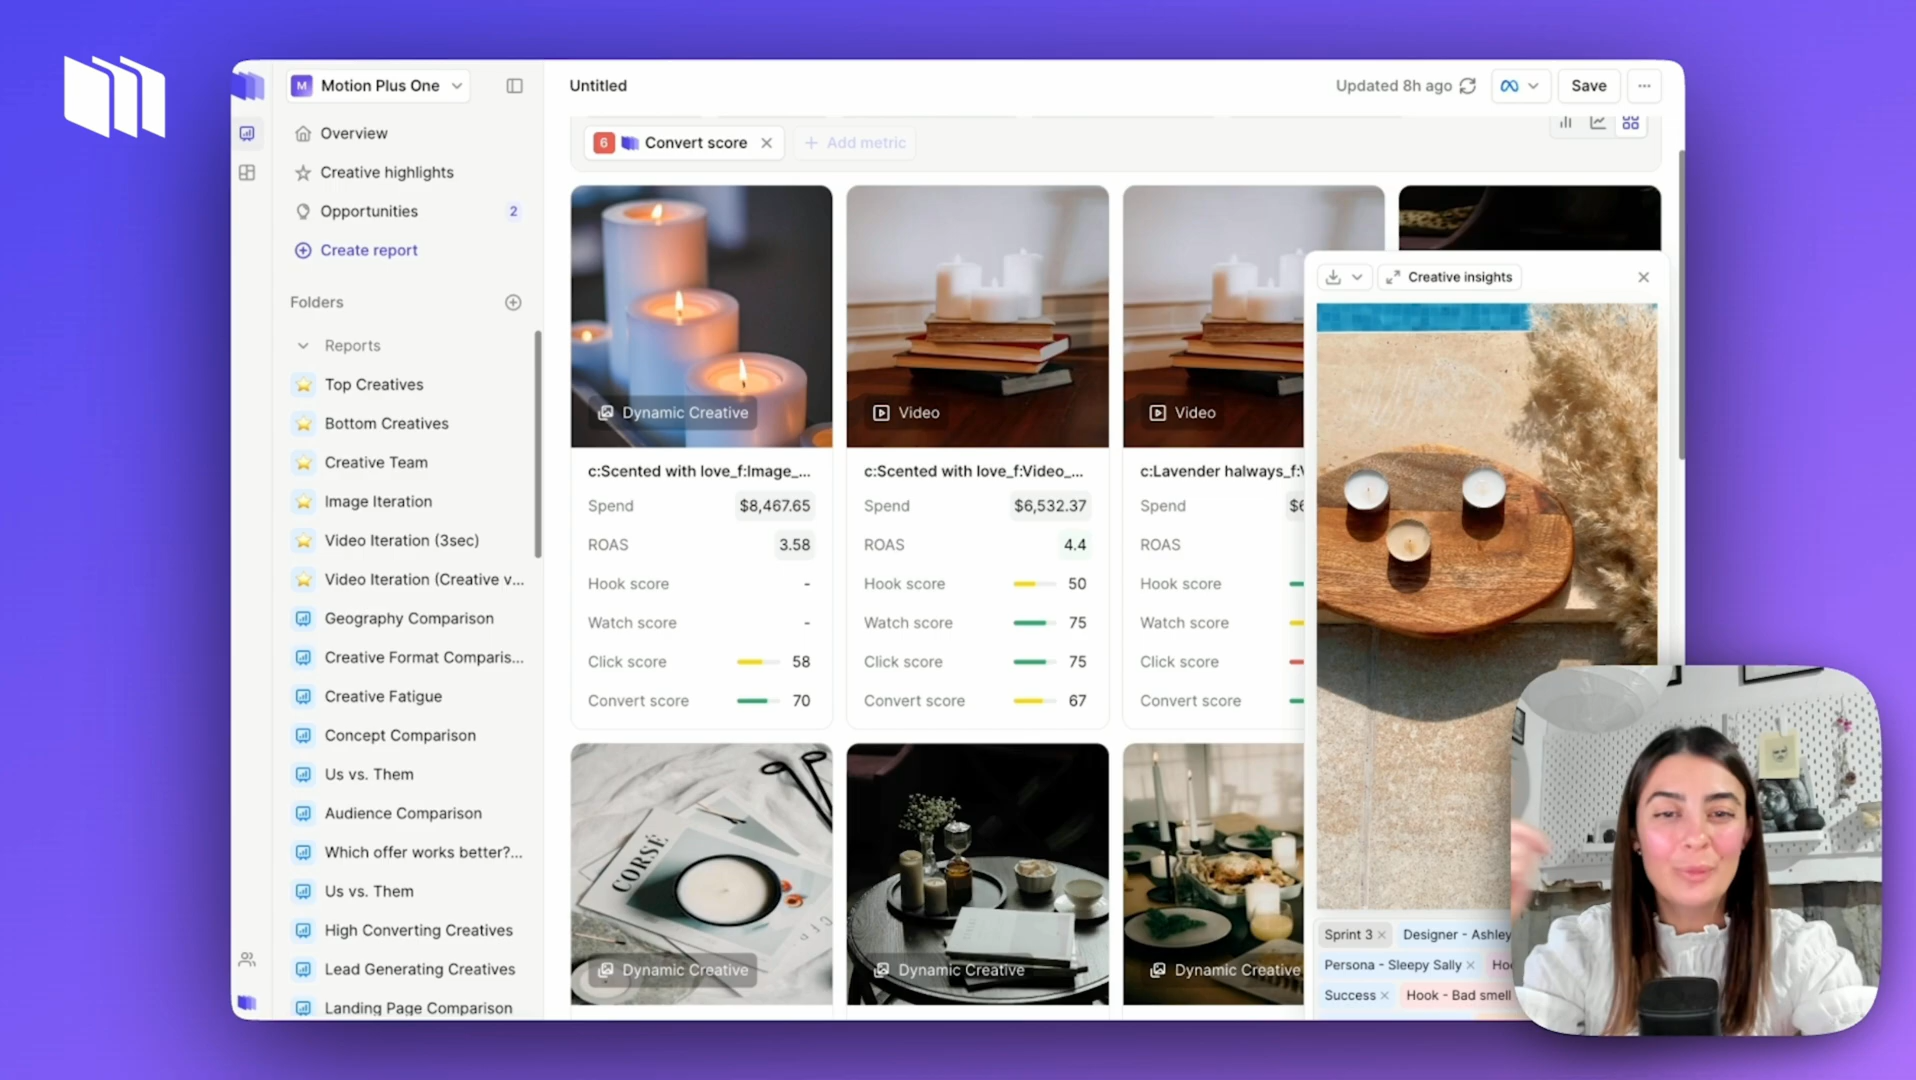 M Motion Plus One
Untitled
Updated 8h ago
Save
Overview
Creative highlights
Opportunities 2
Create report
Folders
Reports
Top Creatives
Bottom Creatives
Creative Team
Image Iteration
Video Iteration (3sec)
Video Iteration (Creative v...
Geography Comparison
Creative Format Comparis...
Creative Fatigue
Concept Comparison
Us vs. Them
Audience Comparison
Which offer works better?...
Us vs. Them
High Converting Creatives
Lead Generating Creatives
Landing Page Comparison
6 Convert score
+ Add metric
Dynamic Creative
c:Scented with love_f:Image_...
Spend $8,467.65
ROAS 3.58
Hook score -
Watch score -
Click score 58
Convert score 70
Video
c:Scented with love_f:Video_...
Spend $6,532.37
ROAS 4.4
Hook score 50
Watch score 75
Click score 75
Convert score 67
Video
c:Lavender halways_f:V
Spend $6
ROAS
Hook score
Watch score
Click score
Convert score
CORSÉ
Dynamic Creative
Dynamic Creative
Dynamic Creative
Creative insights
Sprint 3
Designer - Ashley
Persona - Sleepy Sally
Hoo
Success
Hook - Bad smell